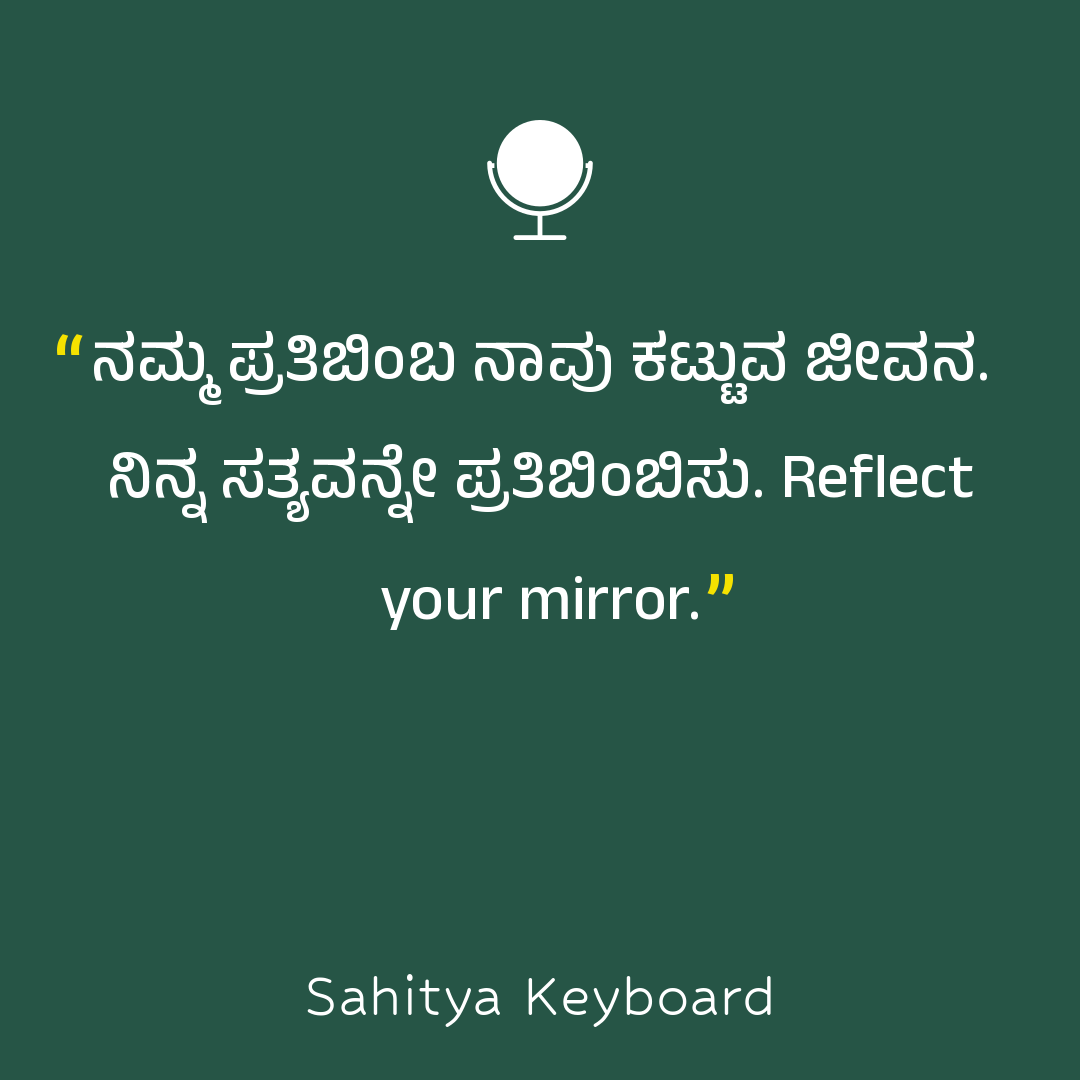 “ನಮ್ಮ ಪ್ರತಿಬಿಂಬ ನಾವು ಕಟ್ಟುವ ಜೀವನ.
ನಿನ್ನ ಸತ್ಯವನ್ನೇ ಪ್ರತಿಬಿಂಬಿಸು. Reflect
your mirror.”
Sahitya Keyboard